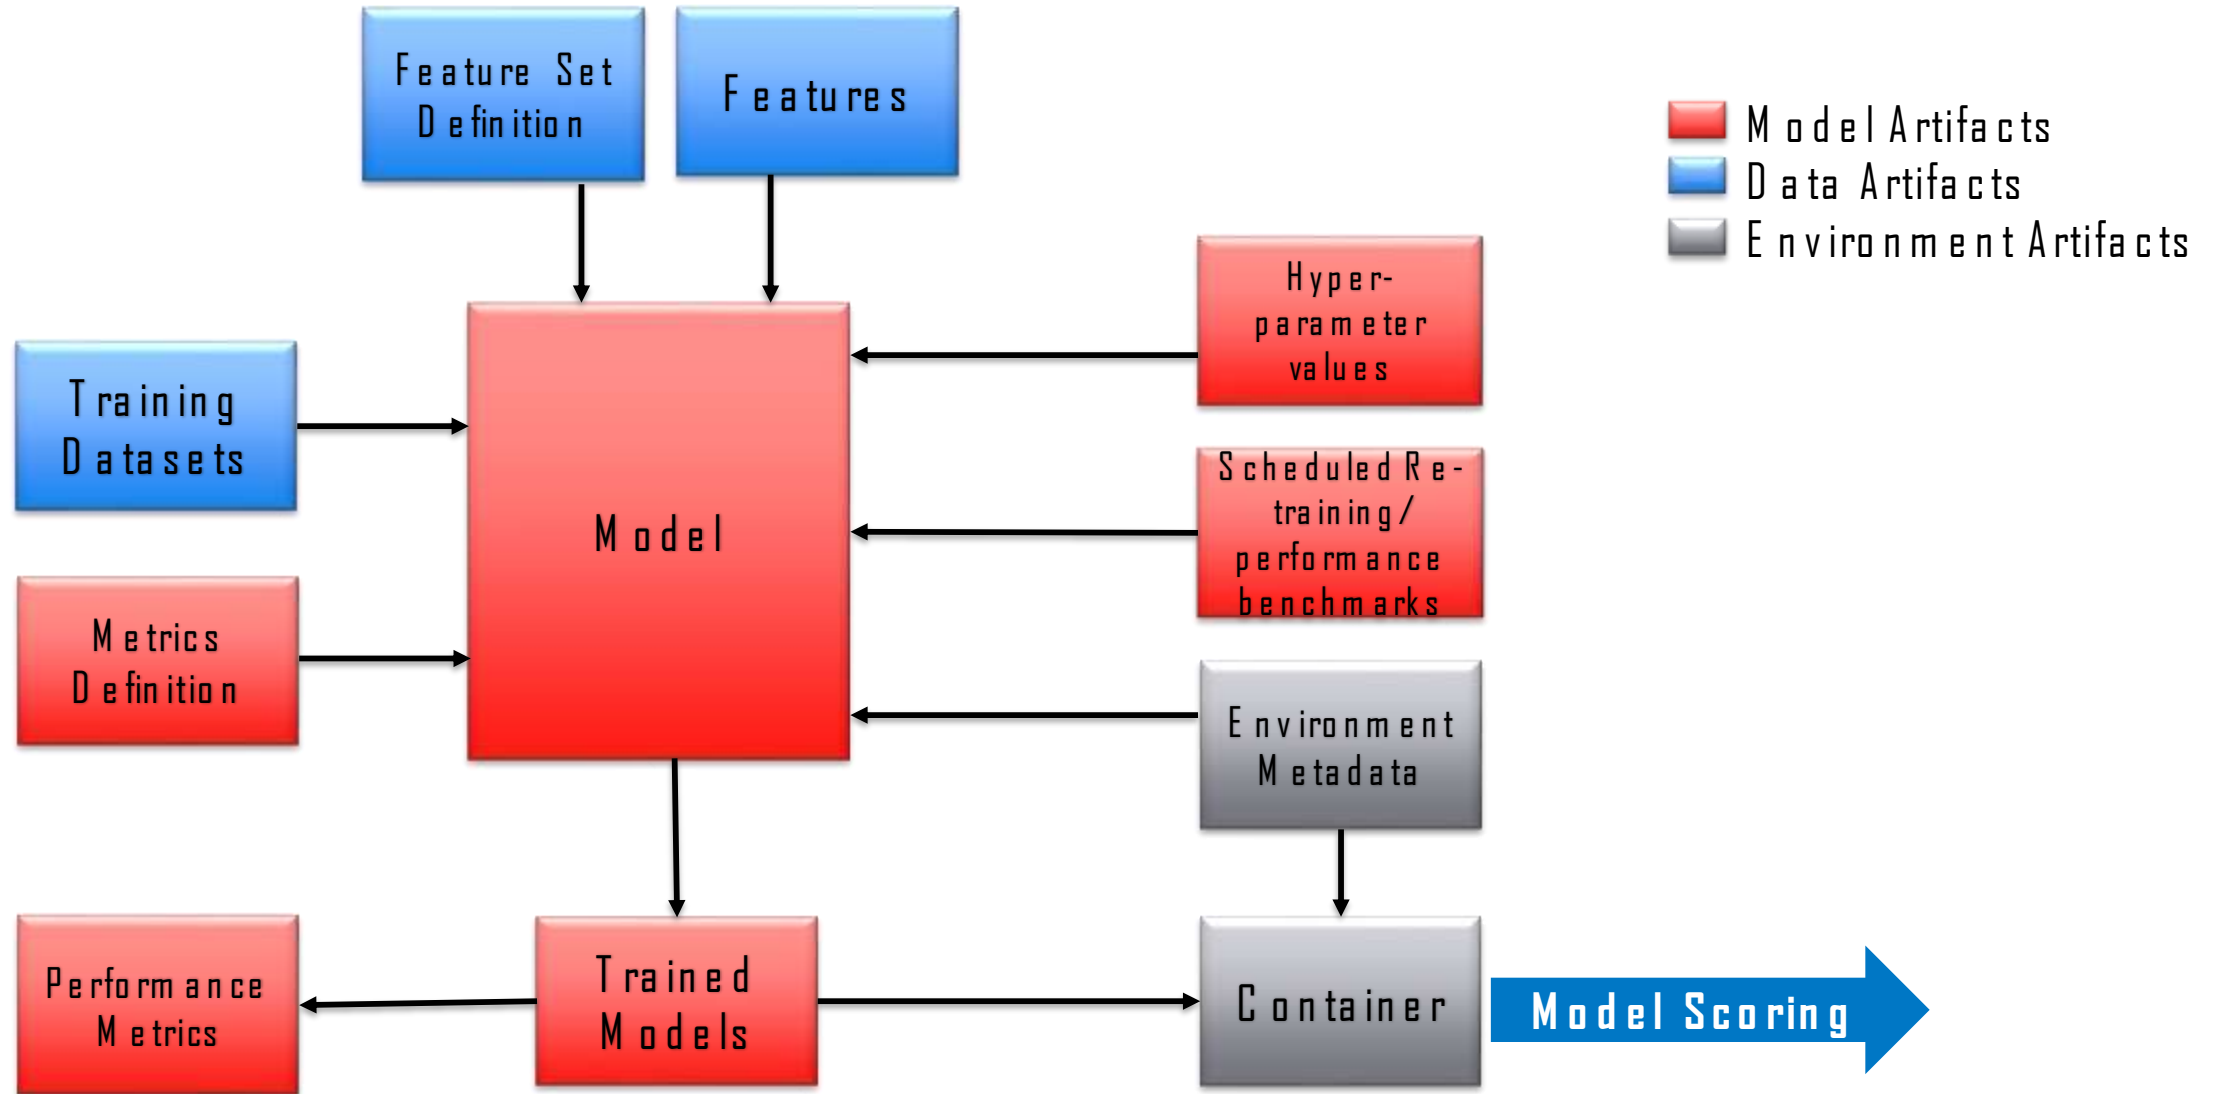 Feature Set
Definition
Features
Model Artifacts
Data Artifacts
Environment Artifacts
Hyper-
parameter
values
Training
Datasets
Model
Scheduled Re-
training/
performance
benchmarks
Metrics
Definition
Environment
Metadata
Performance
Metrics
Trained
Models
Container
Model Scoring